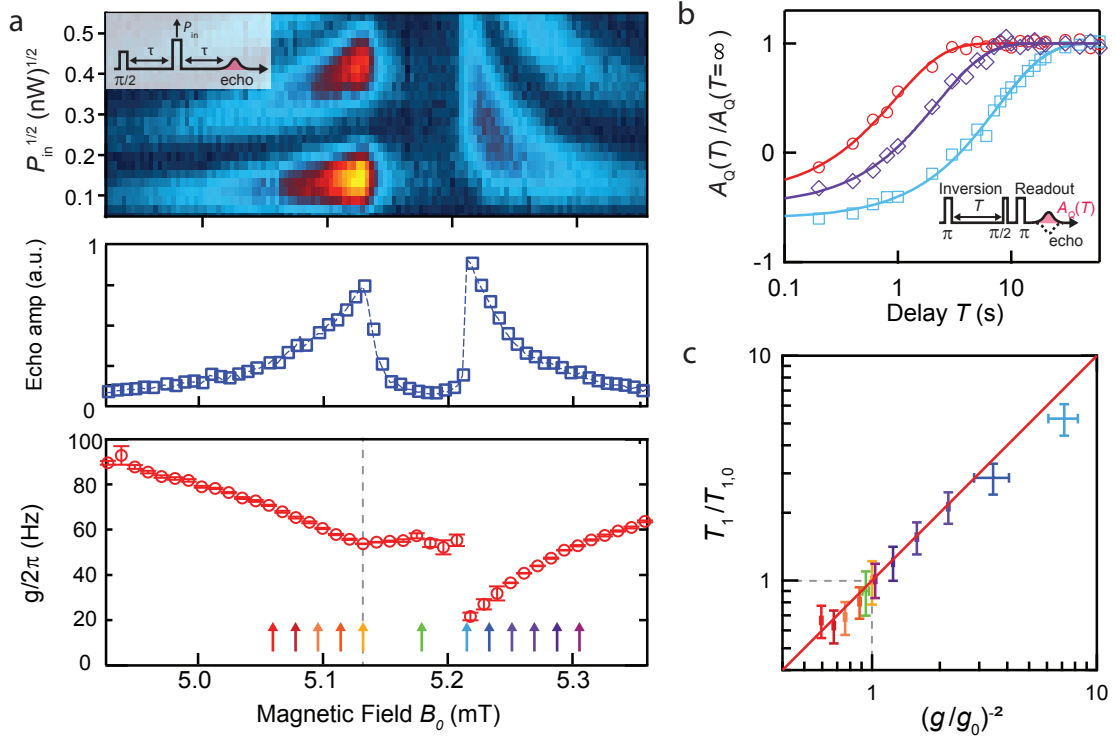 a
P_in^1/2 (nW)^1/2
0.5
0.4
0.3
0.2
0.1
P_in
τ τ
π/2 echo
Echo amp (a.u.)
1
0
g/2π (Hz)
100
80
60
40
20
0
5.0 5.1 5.2 5.3
Magnetic Field B_0 (mT)
b
A_Q(T) /A_Q(T=∞)
1
0
-1
Inversion Readout
T A_Q(T)
π π/2 π echo
0.1 1 10
Delay T (s)
c
T_1/T_1,0
10
1
1 10
(g/g_0)^-2